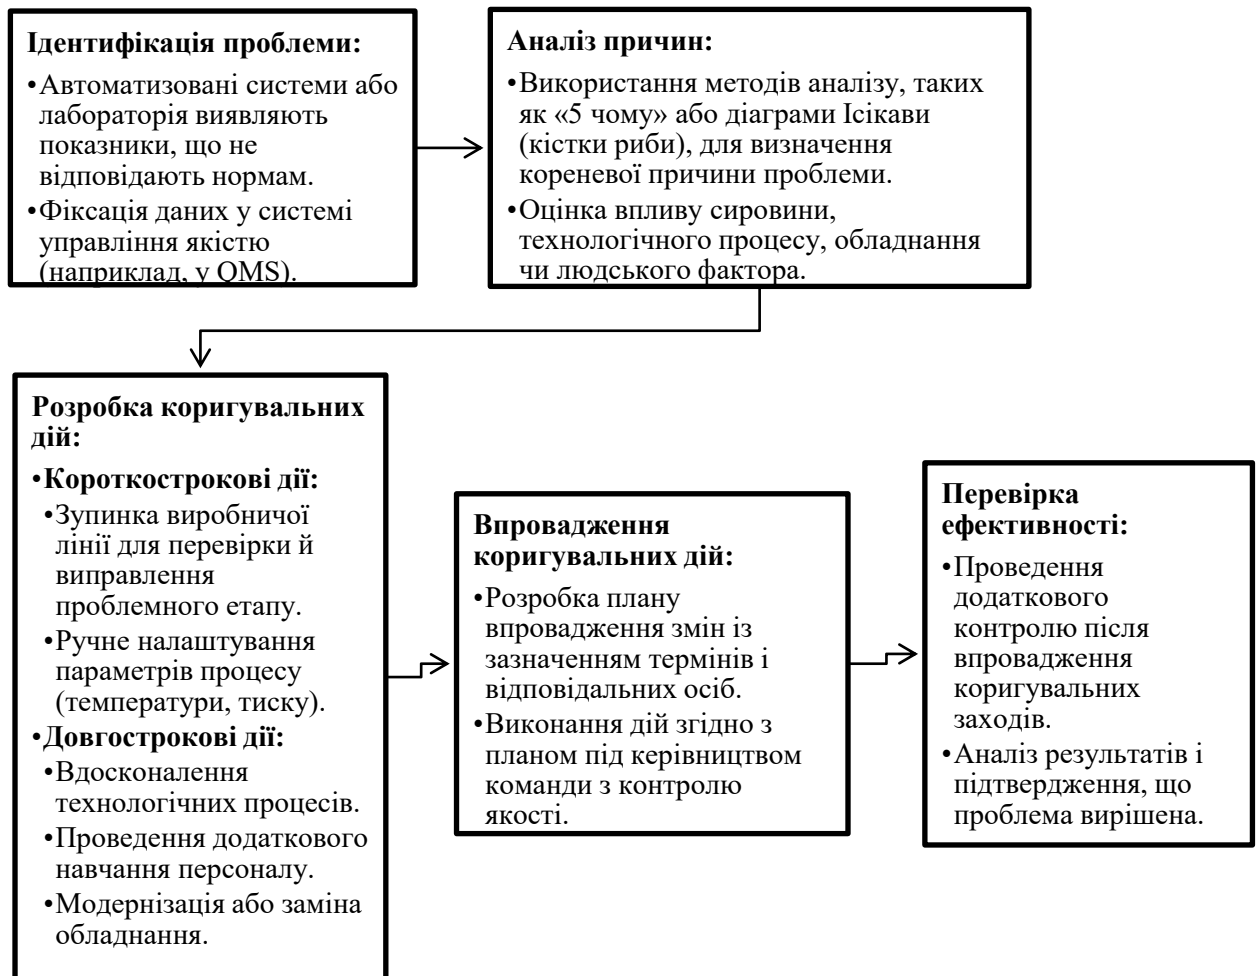 Ідентифікація проблеми:
•Автоматизовані системи або
лабораторія виявляють
показники, що не
відповідають нормам.
•Фіксація даних у системі
управління якістю
(наприклад, у QMS).
Аналіз причин:
•Використання методів аналізу, таких
як «5 чому» або діаграми Ісікави
(кістки риби), для визначення
кореневої причини проблеми.
•Оцінка впливу сировини,
технологічного процесу, обладнання
чи людського фактора.
Розробка коригувальних
дій:
•Короткострокові дії:
•Зупинка виробничої
лінії для перевірки й
виправлення
проблемного етапу.
•Ручне налаштування
параметрів процесу
(температури, тиску).
•Довгострокові дії:
•Вдосконалення
технологічних процесів.
•Проведення додаткового
навчання персоналу.
•Модернізація або заміна
обладнання.
Впровадження
коригувальних дій:
•Розробка плану
впровадження змін із
зазначенням термінів і
відповідальних осіб.
•Виконання дій згідно з
планом під керівництвом
команди з контролю
якості.
Перевірка
ефективності:
•Проведення
додаткового
контролю після
впровадження
коригувальних
заходів.
•Аналіз результатів і
підтвердження, що
проблема вирішена.